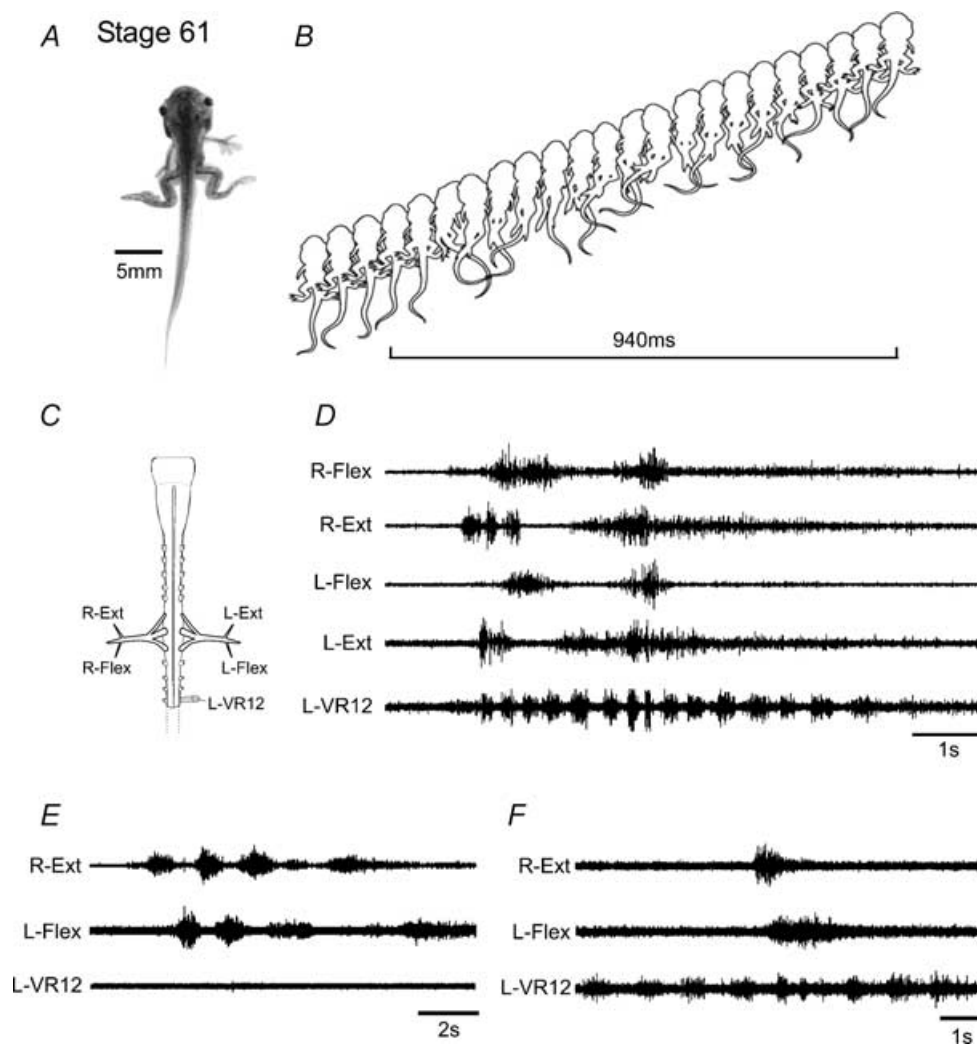 A Stage 61
B
5mm
940ms
C
R-Ext
L-Ext
R-Flex
L-Flex
L-VR12
D
R-Flex
R-Ext
L-Flex
L-Ext
L-VR12
1s
E
R-Ext
L-Flex
L-VR12
2s
F
R-Ext
L-Flex
L-VR12
1s